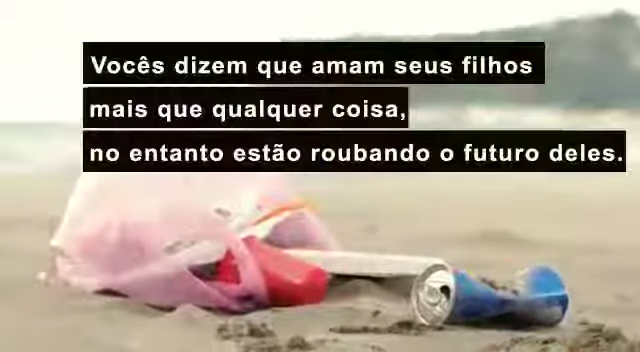 Vocês dizem que amam seus filhos
mais que qualquer coisa,
no entanto estão roubando o futuro deles.